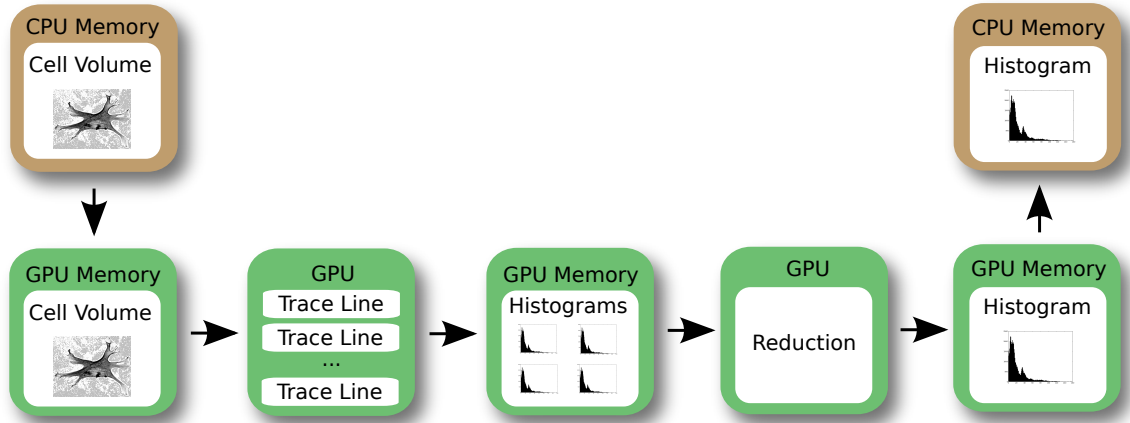 CPU Memory
Cell Volume
CPU Memory
Histogram
GPU Memory
Cell Volume
GPU
Trace Line
Trace Line
...
Trace Line
GPU Memory
Histograms
GPU
Reduction
GPU Memory
Histogram